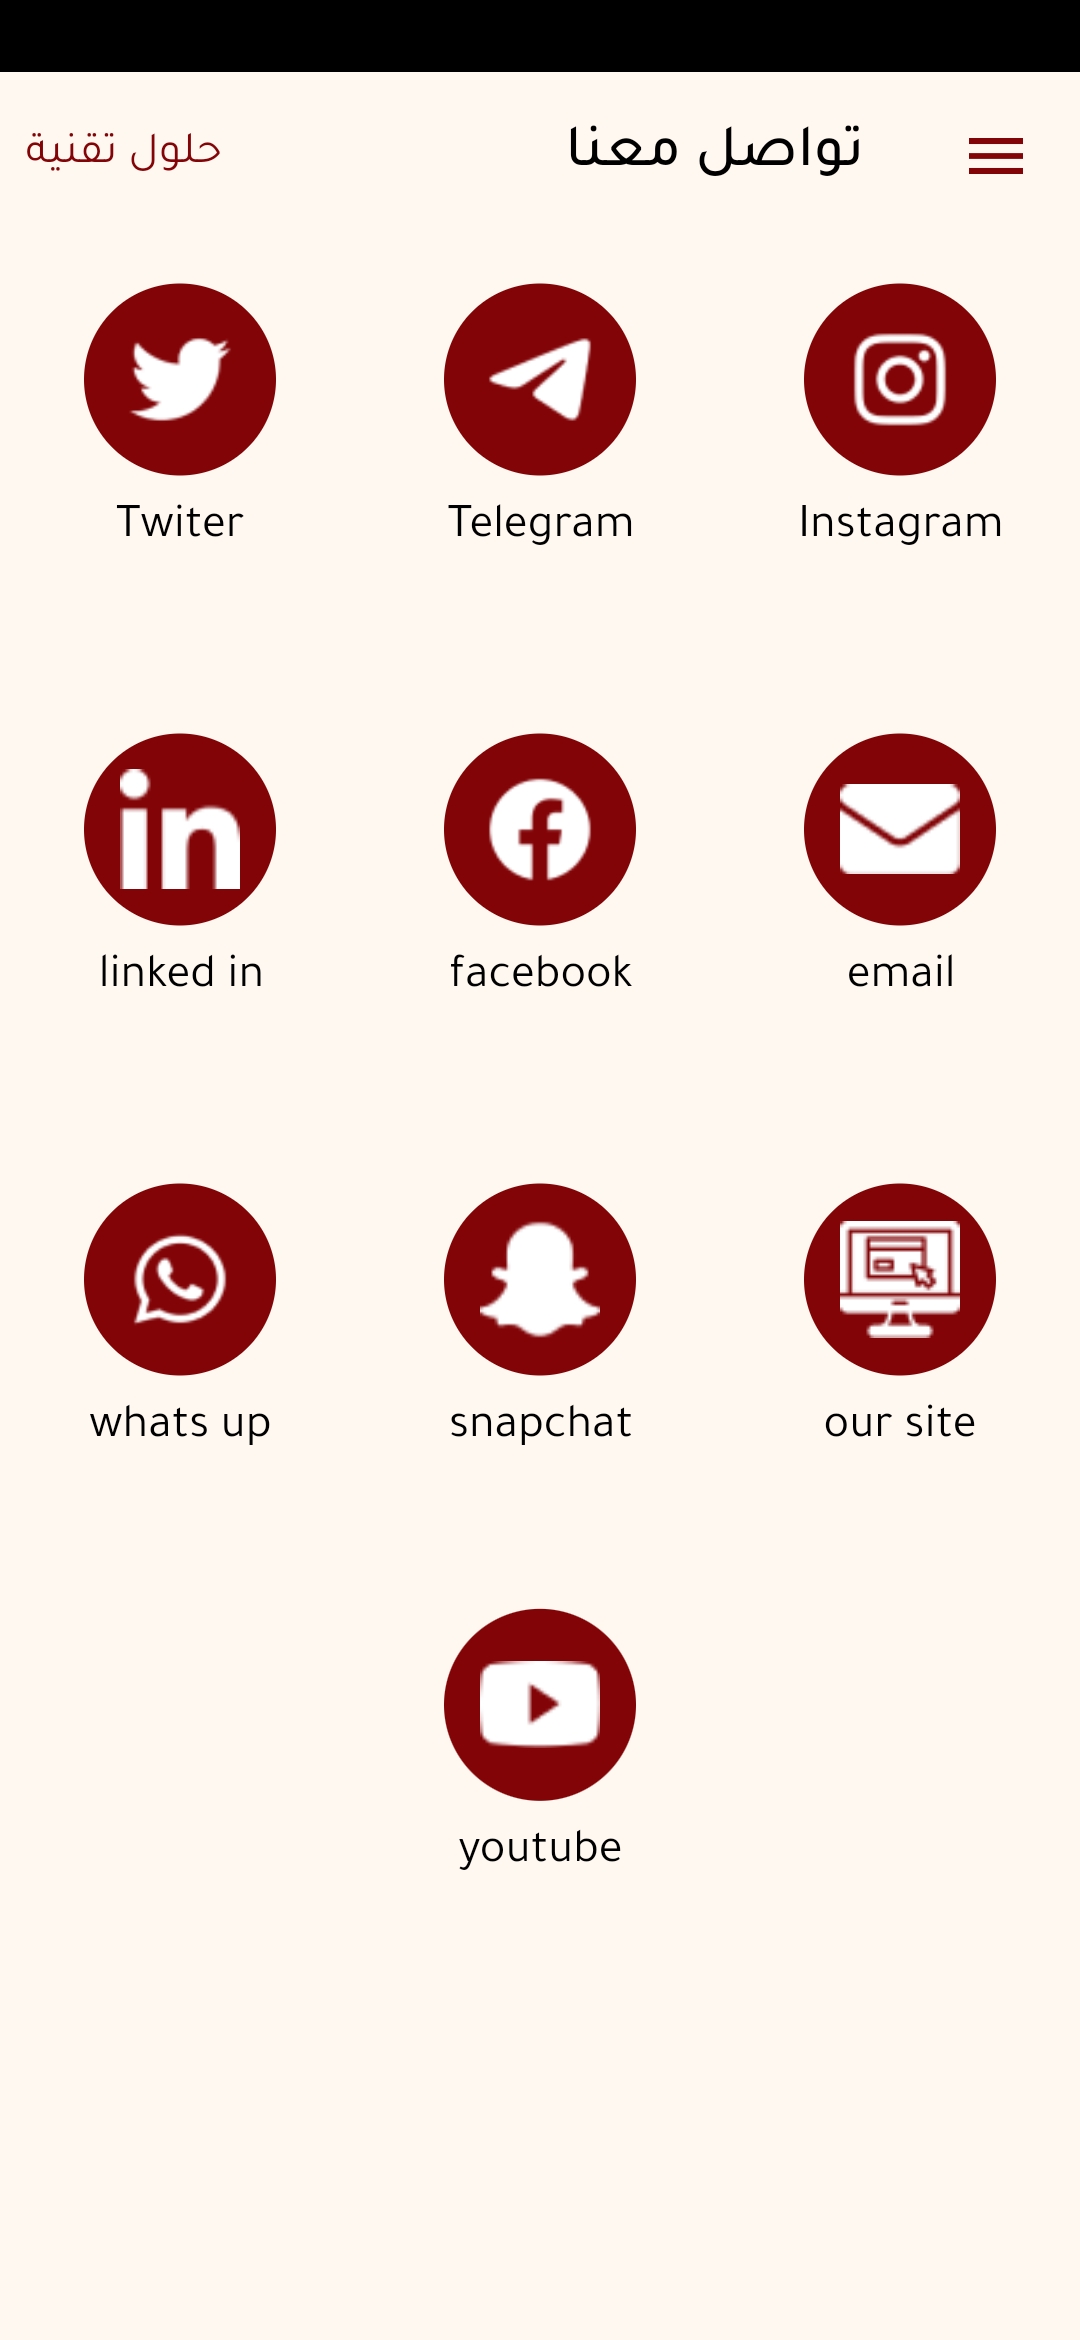 تواصل معنا
حلول تقنية
Instagram
Telegram
Twiter
email
facebook
linked in
our site
snapchat
whats up
youtube